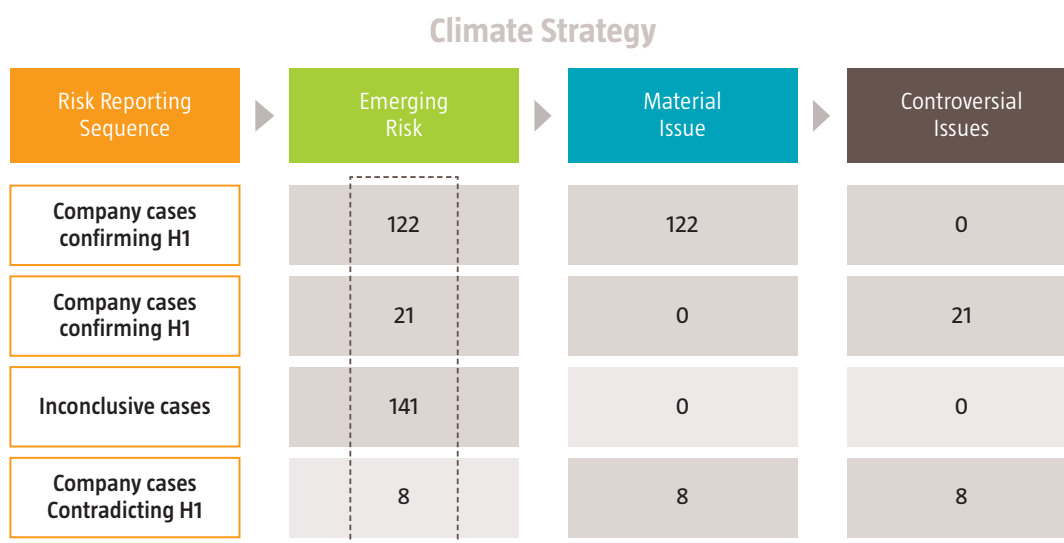 Climate Strategy
Risk Reporting
Sequence
Emerging
Risk
Material
Issue
Controversial
Issues
Company cases
confirming H1
122
122
0
Company cases
confirming H1
21
0
21
Inconclusive cases
141
0
0
Company cases
Contradicting H1
8
8
8